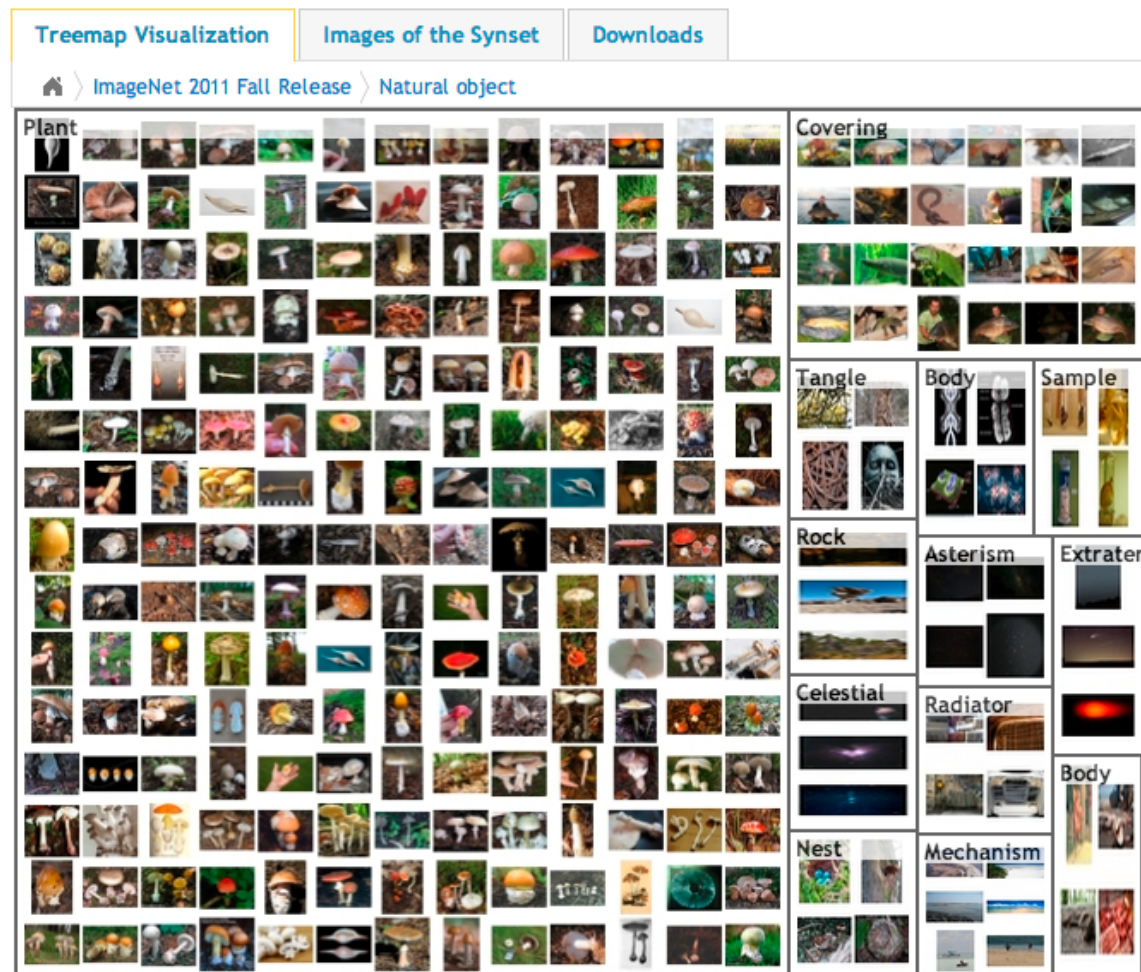 Treemap Visualization
Images of the Synset
Downloads
ImageNet 2011 Fall Release
Natural object
Plant
Covering
Tangle
Body
Sample
Rock
Asterism
Extrater
Celestial
Radiator
Body
Nest
Mechanism